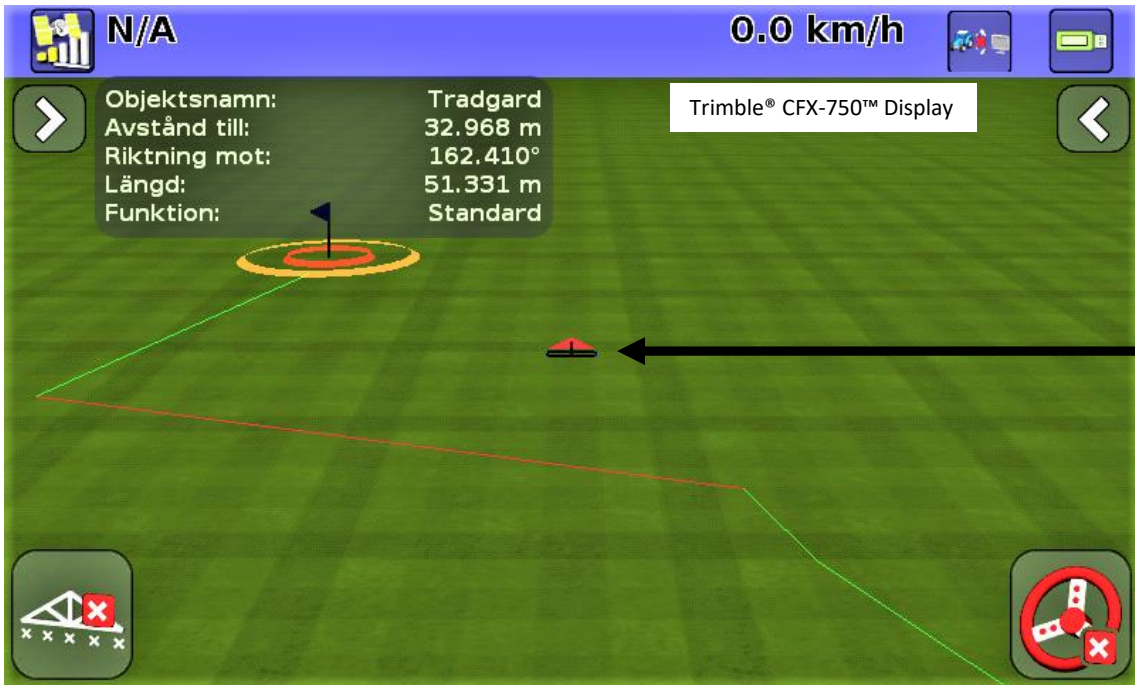 N/A
0.0 km/h
Trimble® CFX-750™ Display
Objektsnamn: Tradgard
Avstånd till: 32.968 m
Riktning mot: 162.410°
Längd: 51.331 m
Funktion: Standard